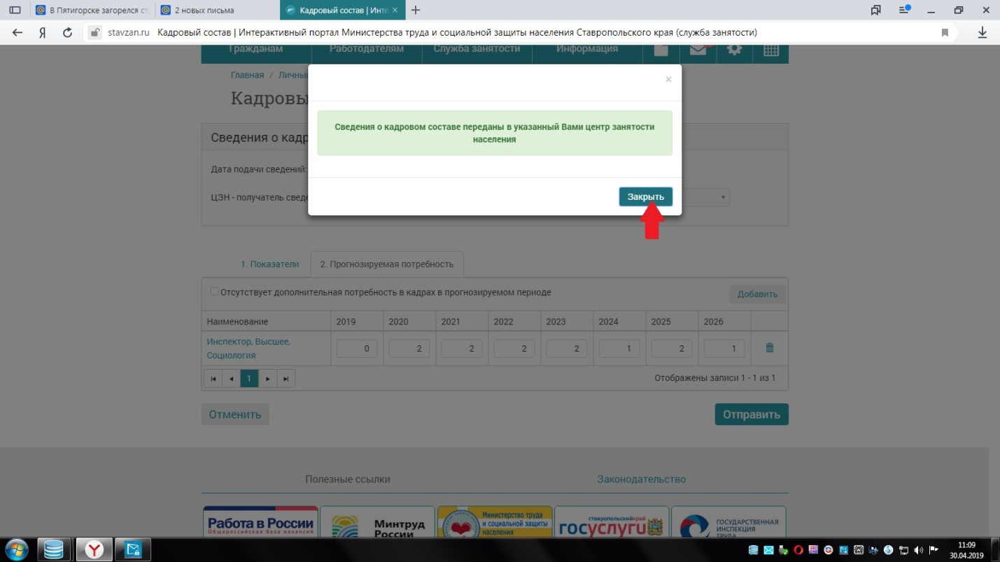 В Пятигорске загорелся ст
2 новых письма
Кадровый состав | Инте
stavzan.ru Кадровый состав | Интерактивный портал Министерства труда и социальной защиты населения Ставропольского края (служба занятости)
Гражданам Работодателям Служба занятости Информация
Главная / Личны
Кадровы
Сведения о кадровом составе переданы в указанный Вами центр занятости
населения
Закрыть
Сведения о кадр
Дата подачи сведений:
ЦЗН - получатель сведе
1. Показатели 2. Прогнозируемая потребность
Отсутствует дополнительная потребность в кадрах в прогнозируемом периоде Добавить
Наименование 2019 2020 2021 2022 2023 2024 2025 2026
Инспектор, Высшее,
Социология
0 2 2 2 2 1 2 1
1 Отображены записи 1 - 1 из 1
Отменить Отправить
Полезные ссылки Законодательство
Работа в России
Общероссийская база вакансий
Минтруд
России
Министерство труда
и социальной защиты
населения
ставропольскийкрай
госуслугu
ГОСУДАРСТВЕННАЯ
ИНСПЕКЦИЯ
ТРУДА
11:09
30.04.2019